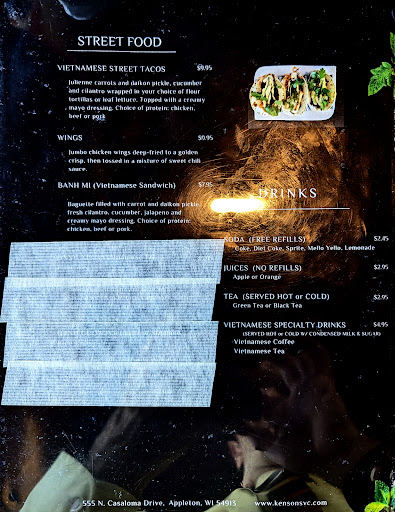 STREET FOOD
VIETNAMESE STREET TACOS $9.95
Julienne carrots and daikon pickle, cucumber
and cilantro wrapped in your choice of flour
tortillas or leaf lettuce. Topped with a creamy
mayo dressing. Choice of protein: chicken,
beef or pork
WINGS $9.95
Jumbo chicken wings deep-fried to a golden
crisp, then tossed in a mixture of sweet chili
sauce.
BANH MI (Vietnamese Sandwich) $7.95
Baguette filled with carrot and daikon pickle,
fresh cilantro, cucumber, jalapeno and
creamy mayo dressing. Choice of protein:
chicken, beef or pork.
DRINKS
SODA (FREE REFILLS) $2.45
Coke, Diet Coke, Sprite, Mello Yello, Lemonade
JUICES (NO REFILLS) $2.95
Apple or Orange
TEA (SERVED HOT or COLD) $2.95
Green Tea or Black Tea
VIETNAMESE SPECIALTY DRINKS $4.95
(SERVED HOT or COLD W/ CONDENSED MILK & SUGAR)
Vietnamese Coffee
Vietnamese Tea
555 N. Casaloma Drive, Appleton, WI 54913 www.kensonsvc.com